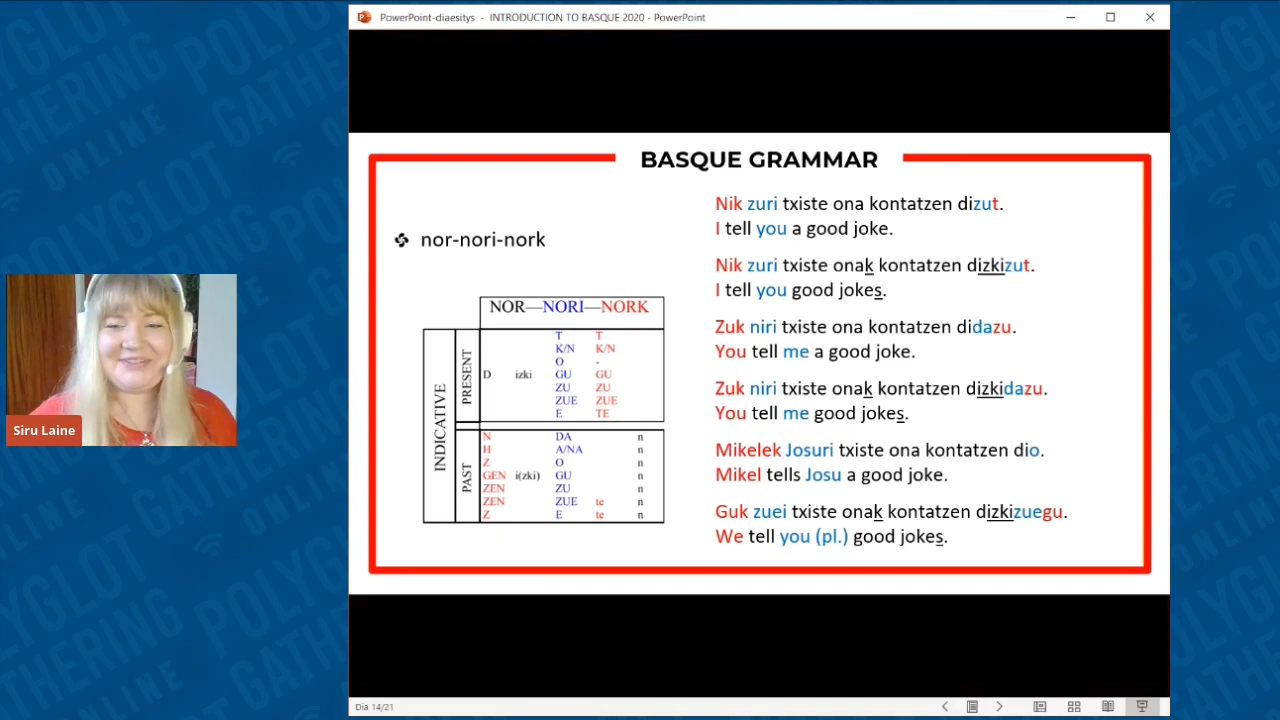 PowerPoint-diaesitys - INTRODUCTION TO BASQUE 2020 - PowerPoint
POLYGLOT
GATHERING
ONLINE
BASQUE GRAMMAR
nor-nori-nork
NOR—NORI—NORK
INDICATIVE
PRESENT
T T
K/N K/N
O -
D izki GU GU
ZU ZU
ZUE ZUE
E TE
PAST
N DA n
H A/NA n
Z O n
GEN i(zki) GU n
ZEN ZU n
ZEN ZUE te n
Z E te n
Nik zuri txiste ona kontatzen dizut.
I tell you a good joke.
Nik zuri txiste onak kontatzen dizkizut.
I tell you good jokes.
Zuk niri txiste ona kontatzen didazu.
You tell me a good joke.
Zuk niri txiste onak kontatzen dizkidazu.
You tell me good jokes.
Mikelek Josuri txiste ona kontatzen dio.
Mikel tells Josu a good joke.
Guk zuei txiste onak kontatzen dizkizuegu.
We tell you (pl.) good jokes.
Siru Laine
Dia 14/21